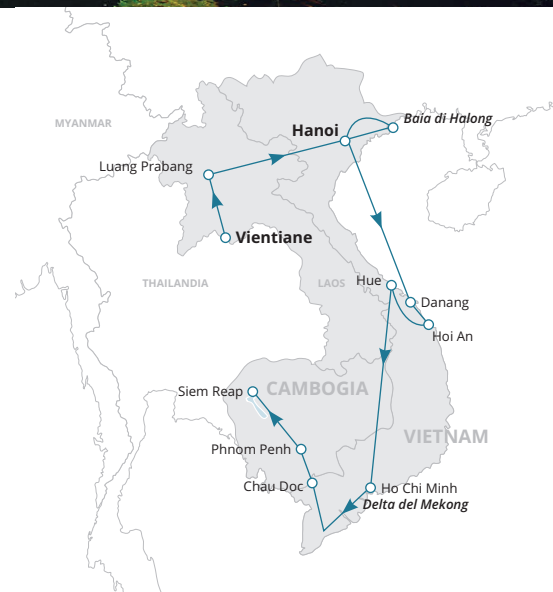 MYANMAR
Hanoi
Baia di Halong
Luang Prabang
Vientiane
THAILANDIA
LAOS
Hue
Danang
Hoi An
Siem Reap
CAMBOGIA
VIETNAM
Phnom Penh
Chau Doc
Ho Chi Minh
Delta del Mekong